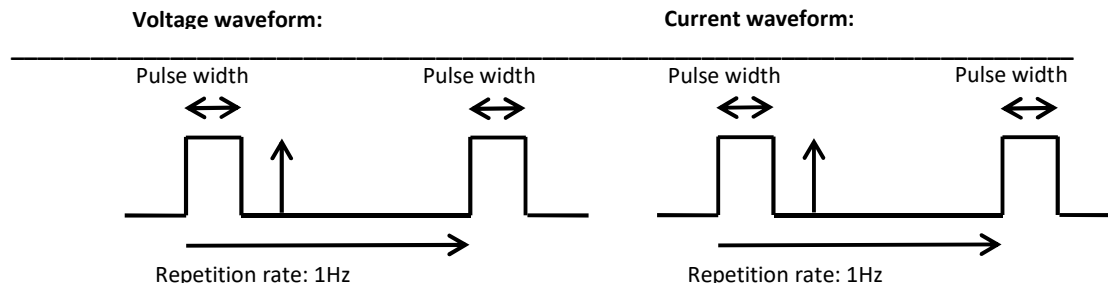 Voltage waveform: Current waveform:
Pulse width Pulse width Pulse width Pulse width
Repetition rate: 1Hz Repetition rate: 1Hz